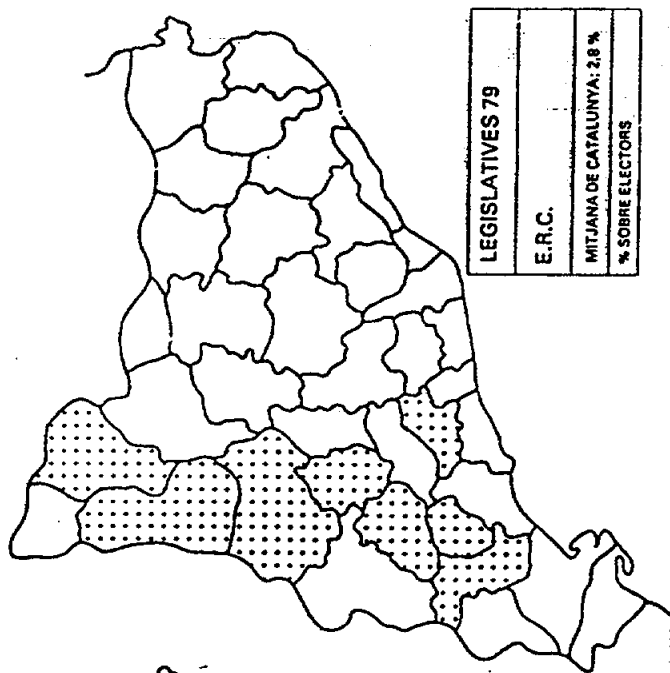 LEGISLATIVES 79
E.R.C.
MITJANA DE CATALUNYA: 2,8 %
% SOBRE ELECTORS